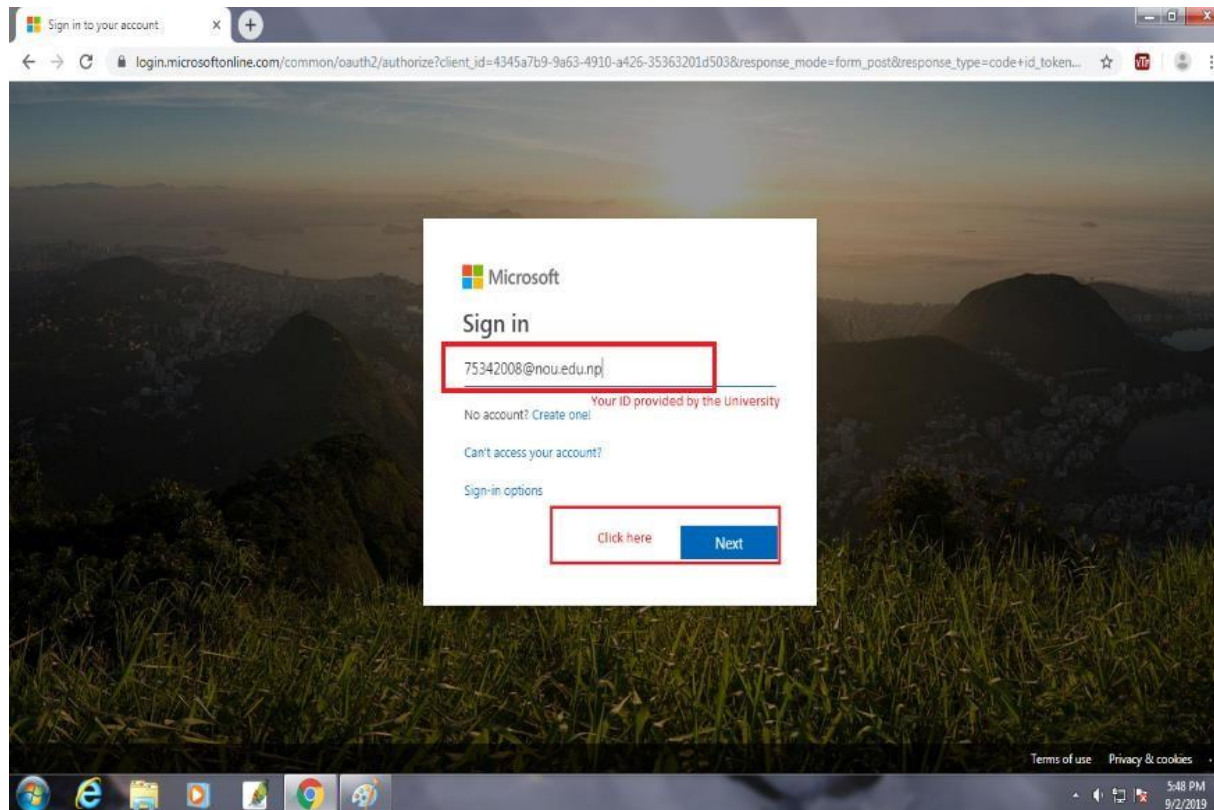 Sign in to your account
login.microsoftonline.com/common/oauth2/authorize?client_id=4345a7b9-9a63-4910-a426-35363201d503&response_mode=form_post&response_type=code+id_token...
Microsoft
Sign in
75342008@nou.edu.np
Your ID provided by the University
No account? Create one!
Can't access your account?
Sign-in options
Click here
Next
Terms of use Privacy & cookies
5:48 PM
9/2/2019